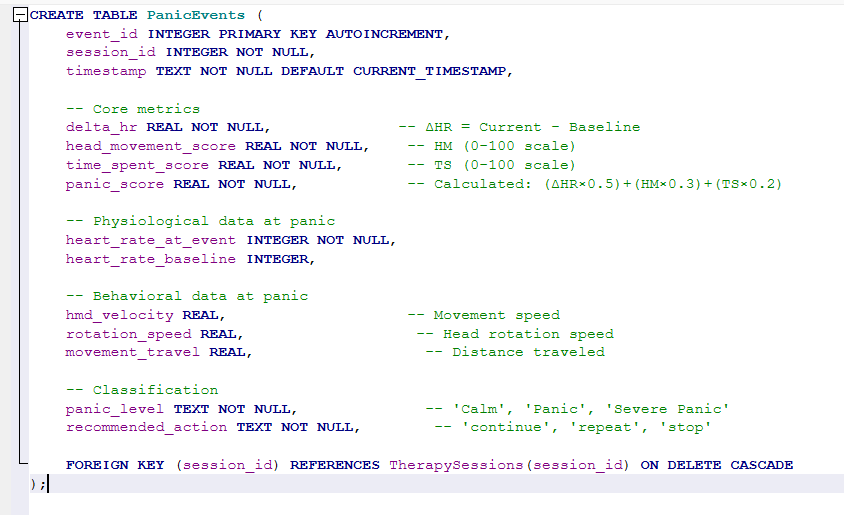 CREATE TABLE PanicEvents (
event_id INTEGER PRIMARY KEY AUTOINCREMENT,
session_id INTEGER NOT NULL,
timestamp TEXT NOT NULL DEFAULT CURRENT_TIMESTAMP,
-- Core metrics
delta_hr REAL NOT NULL, -- ΔHR = Current - Baseline
head_movement_score REAL NOT NULL, -- HM (0-100 scale)
time_spent_score REAL NOT NULL, -- TS (0-100 scale)
panic_score REAL NOT NULL, -- Calculated: (ΔHR×0.5)+(HM×0.3)+(TS×0.2)
-- Physiological data at panic
heart_rate_at_event INTEGER NOT NULL,
heart_rate_baseline INTEGER,
-- Behavioral data at panic
hmd_velocity REAL, -- Movement speed
rotation_speed REAL, -- Head rotation speed
movement_travel REAL, -- Distance traveled
-- Classification
panic_level TEXT NOT NULL, -- 'Calm', 'Panic', 'Severe Panic'
recommended_action TEXT NOT NULL, -- 'continue', 'repeat', 'stop'
FOREIGN KEY (session_id) REFERENCES TherapySessions(session_id) ON DELETE CASCADE
);